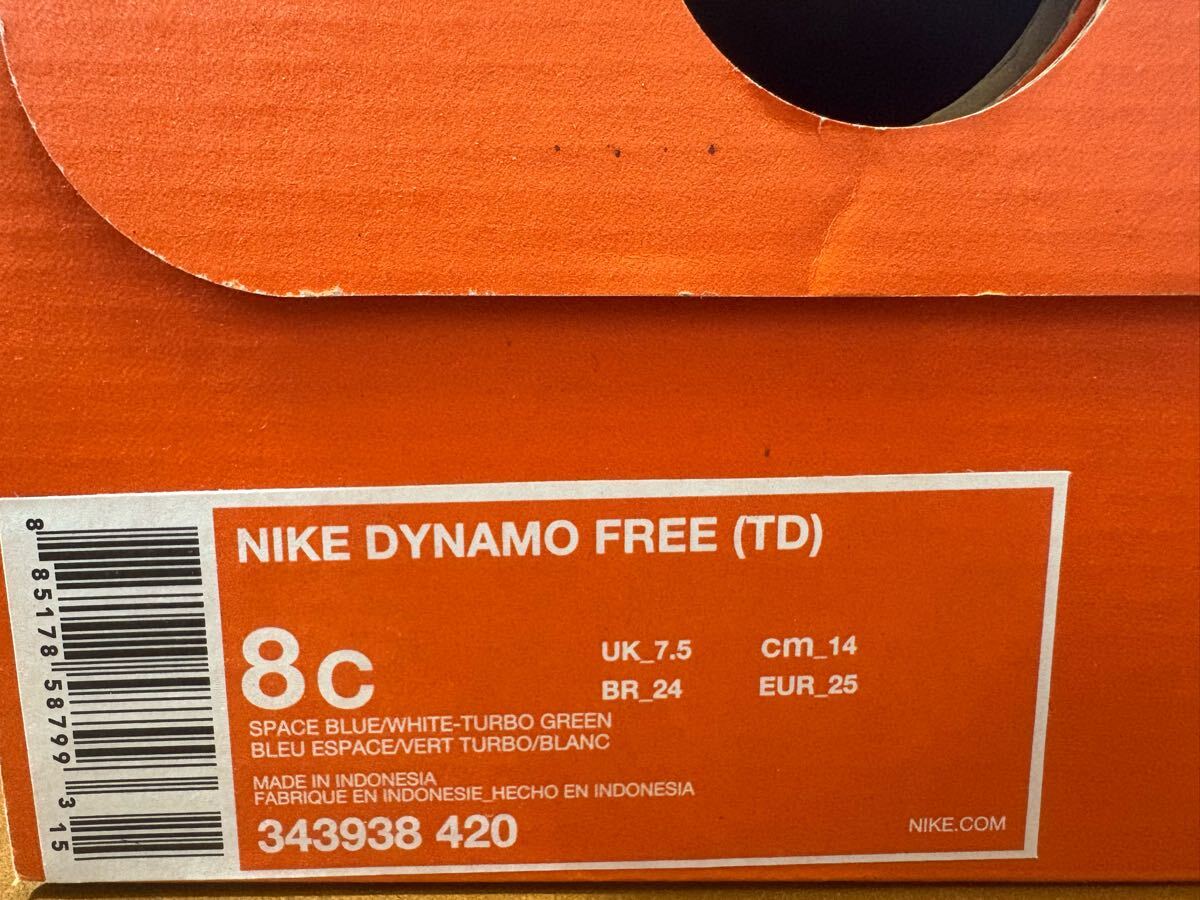 NIKE DYNAMO FREE (TD)
8C
UK_7.5 cm_14
BR_24 EUR_25
SPACE BLUE/WHITE-TURBO GREEN
BLEU ESPACE/VERT TURBO/BLANC
MADE IN INDONESIA
FABRIQUE EN INDONESIE_HECHO EN INDONESIA
343938 420
NIKE.COM
8 85178 58799 3 15